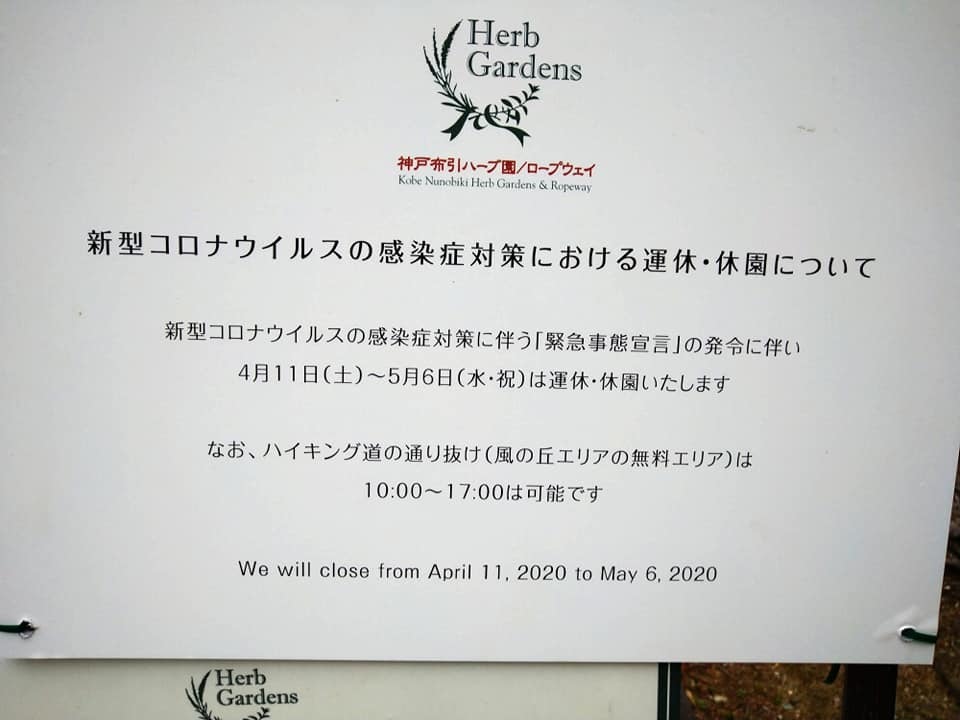 Herb
Gardens
神戸布引ハーブ園/ロープウェイ
Kobe Nunobiki Herb Gardens & Ropeway
新型コロナウイルスの感染症対策における運休・休園について
新型コロナウイルスの感染症対策に伴う「緊急事態宣言」の発令に伴い
4月11日(土)～5月6日(水・祝)は運休・休園いたします
なお、ハイキング道の通り抜け(風の丘エリアの無料エリア)は
10:00～17:00は可能です
We will close from April 11, 2020 to May 6, 2020
Herb
Gardens